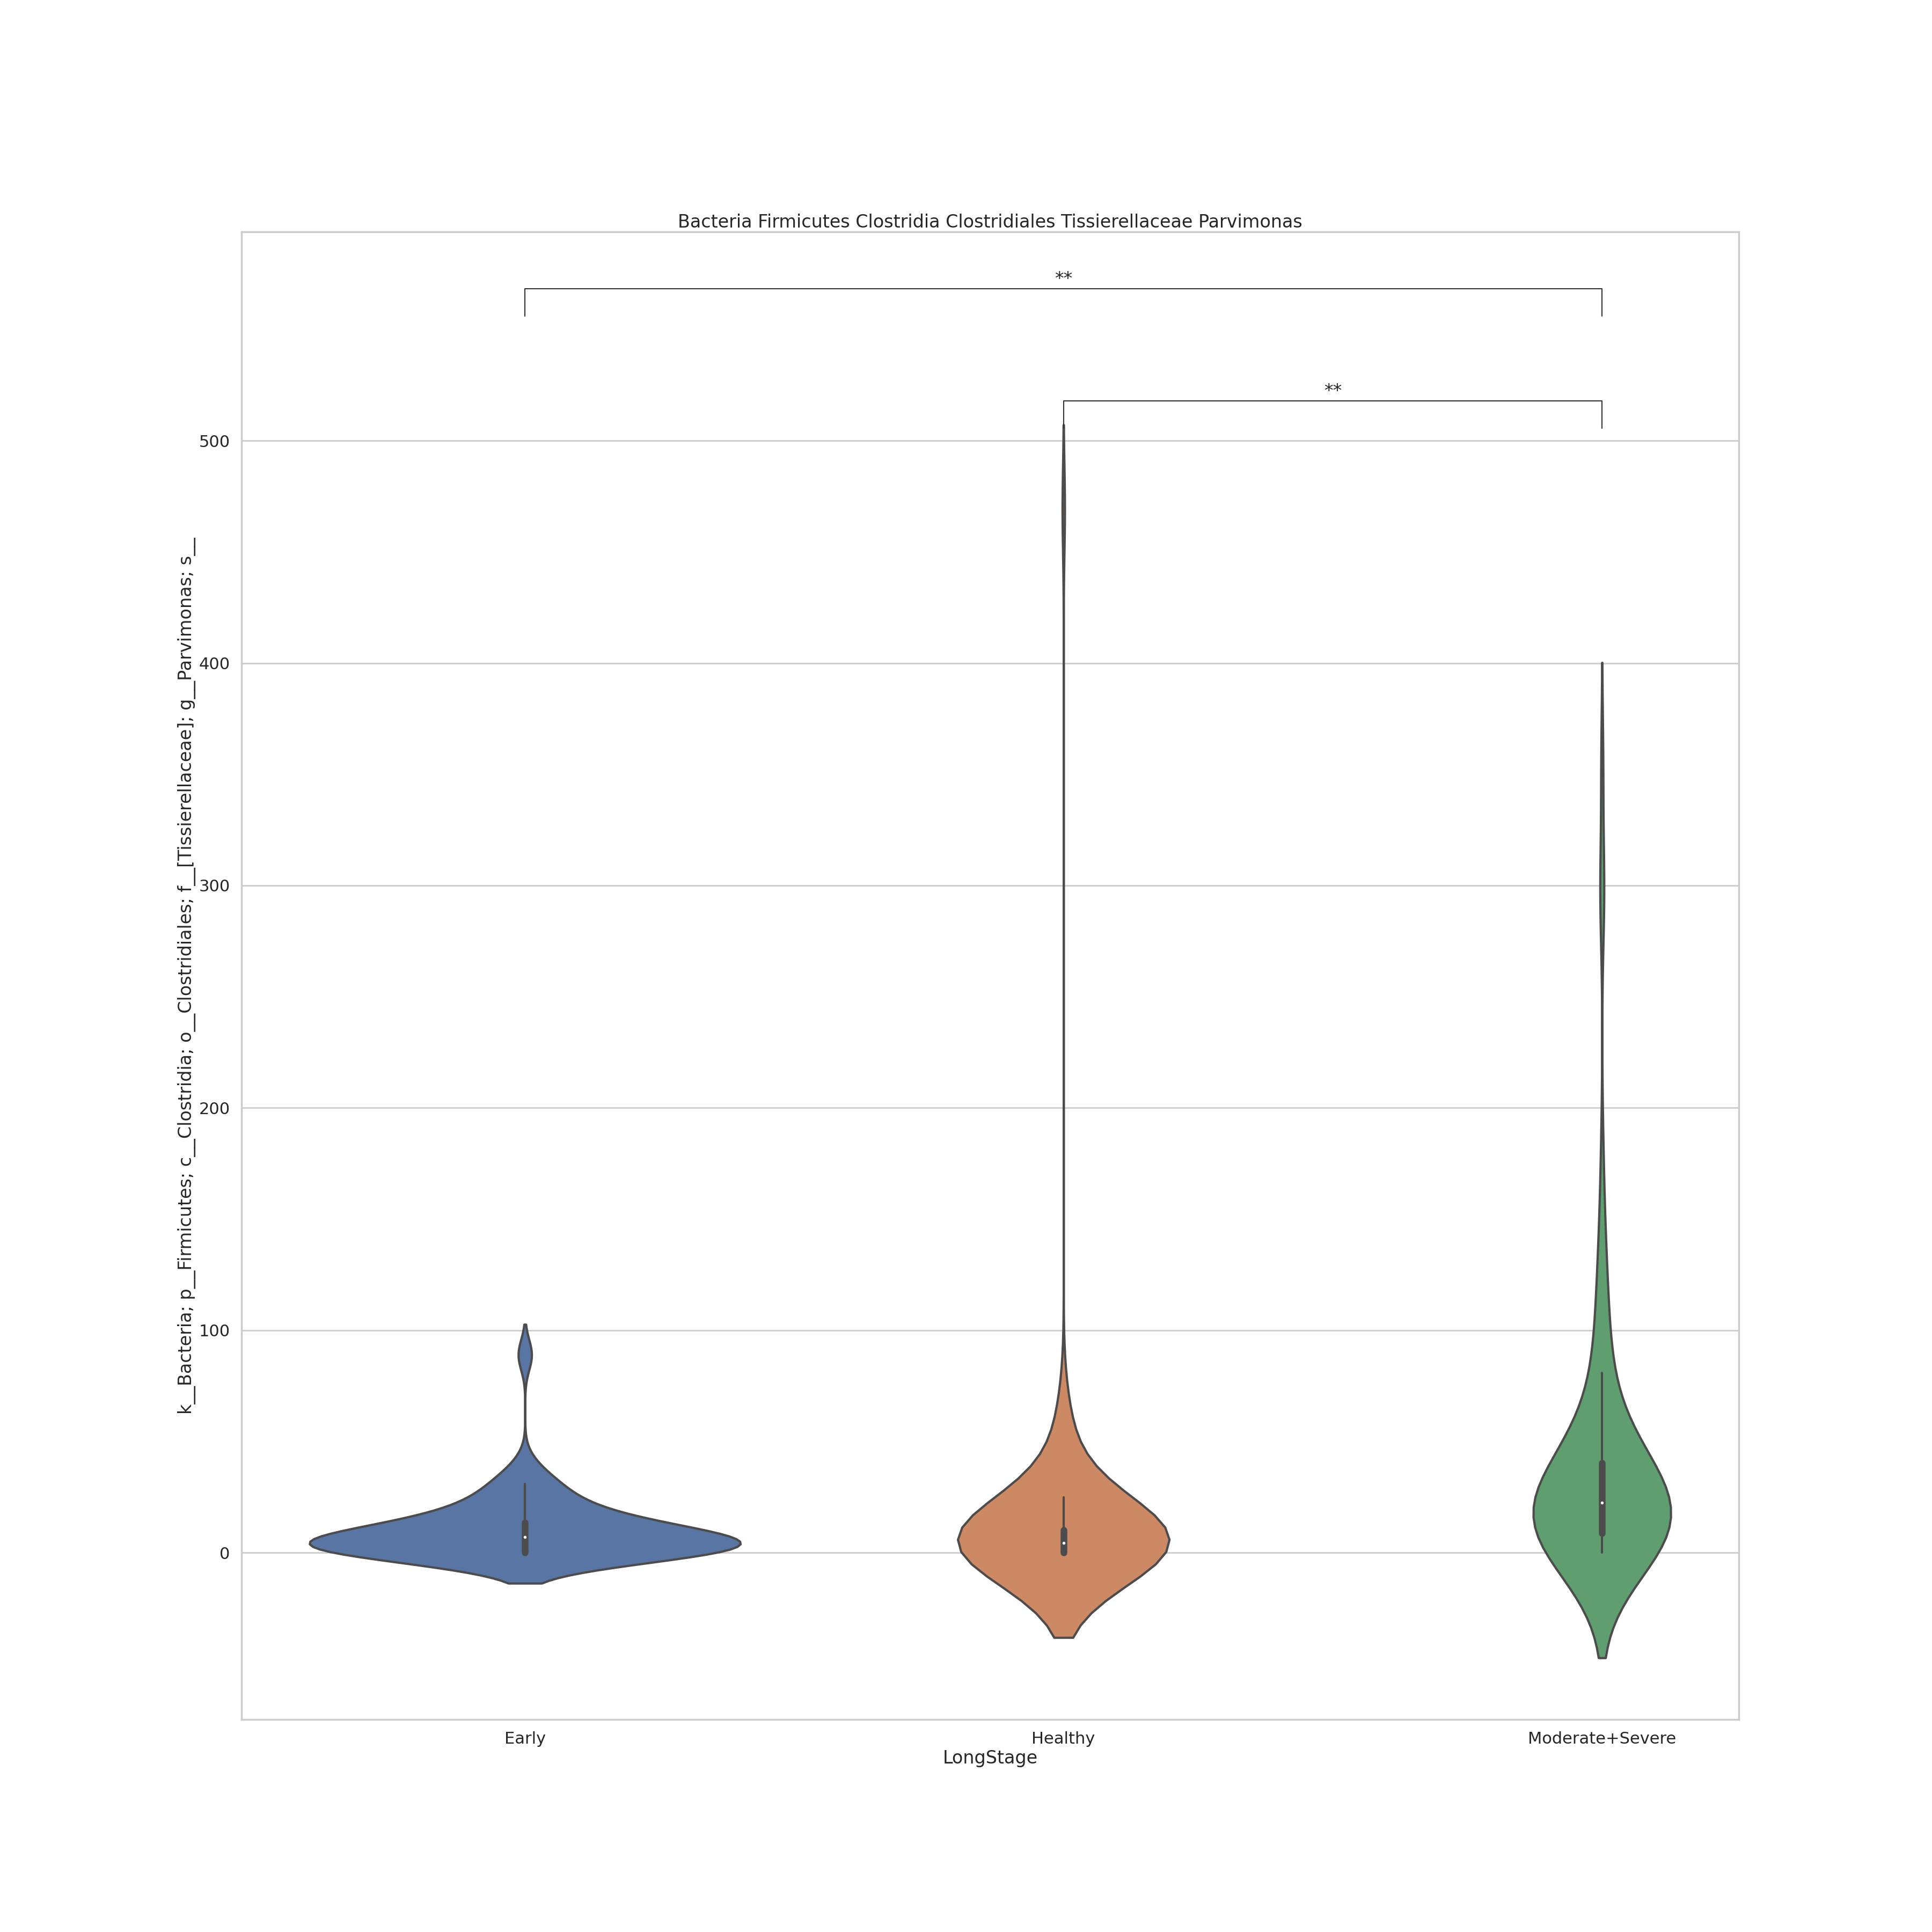 Bacteria Firmicutes Clostridia Clostridiales Tissierellaceae Parvimonas
**
**
500
400
300
200
100
0
k__Bacteria; p__Firmicutes; c__Clostridia; o__Clostridiales; f__[Tissierellaceae]; g__Parvimonas; s__
Early
Healthy
Moderate+Severe
LongStage